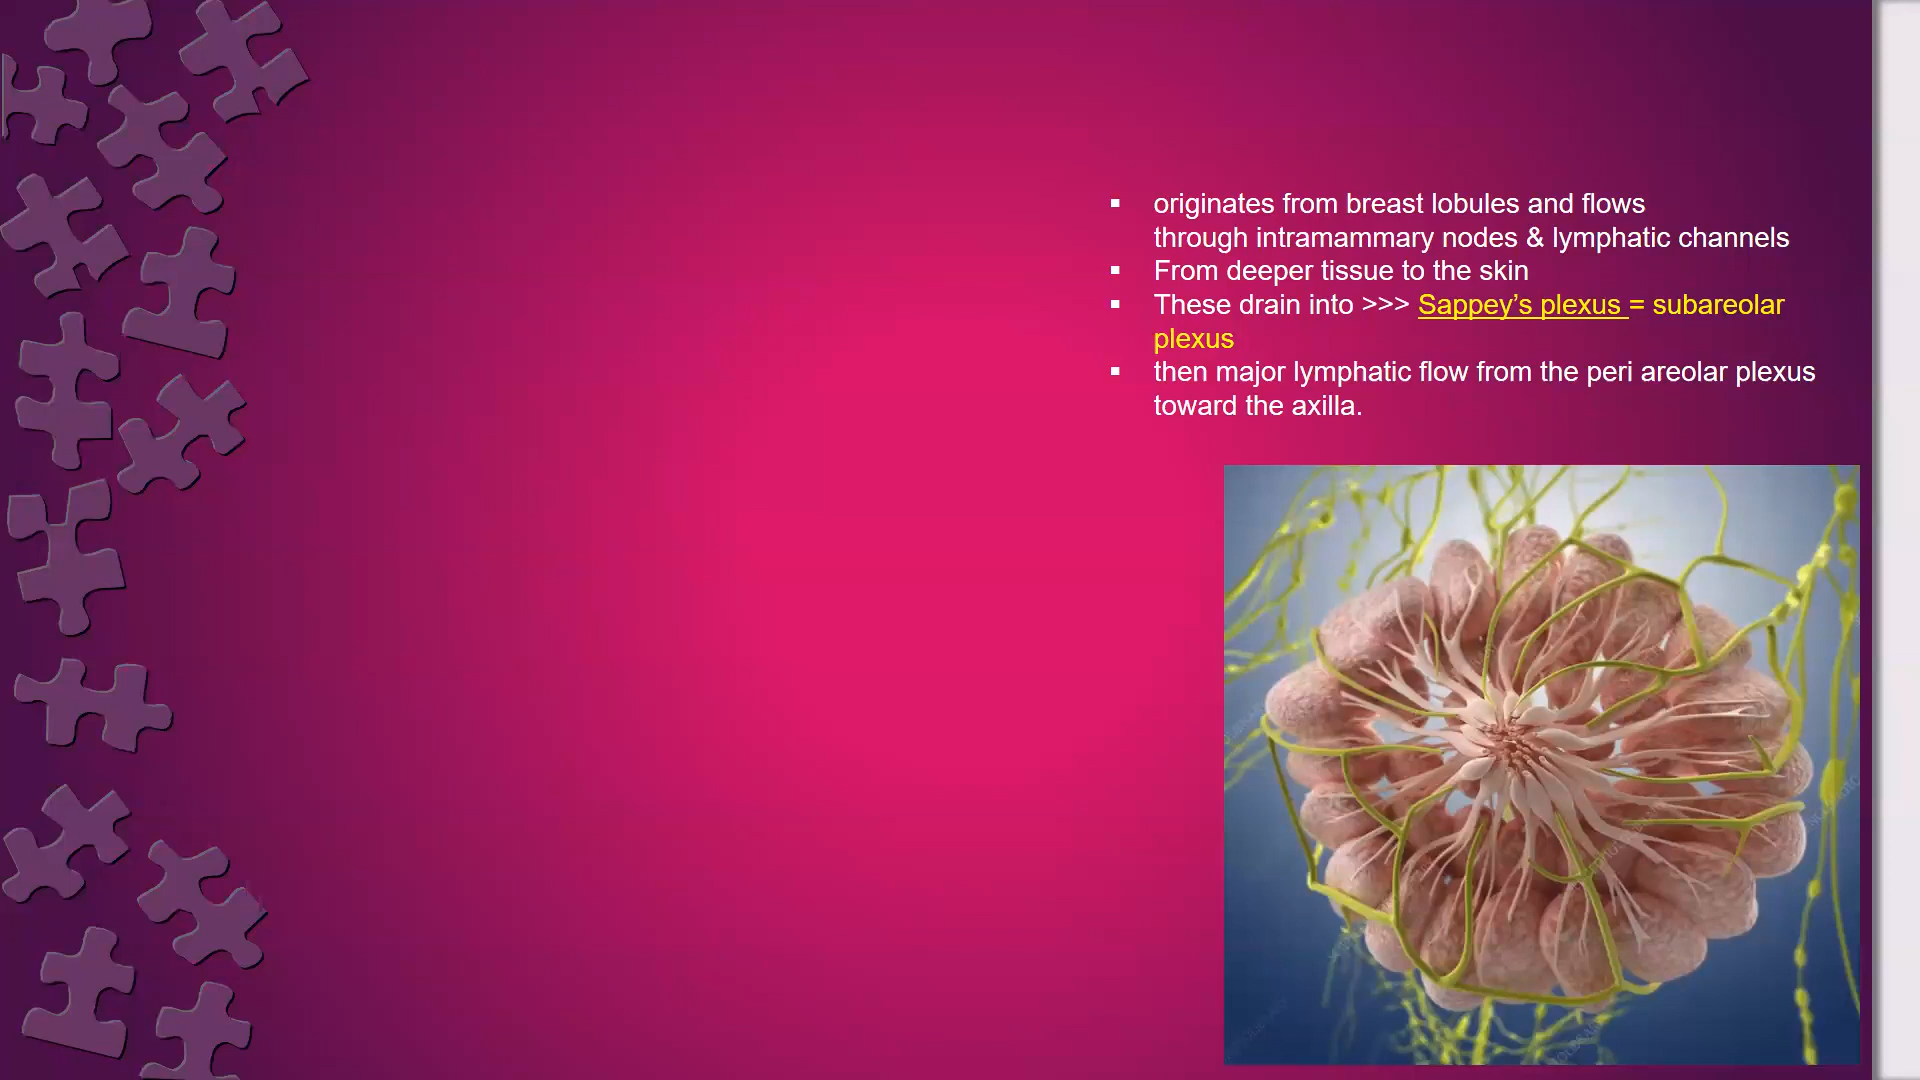 ▪ originates from breast lobules and flows
through intramammary nodes & lymphatic channels
▪ From deeper tissue to the skin
▪ These drain into >>> Sappey’s plexus = subareolar
plexus
▪ then major lymphatic flow from the peri areolar plexus
toward the axilla.